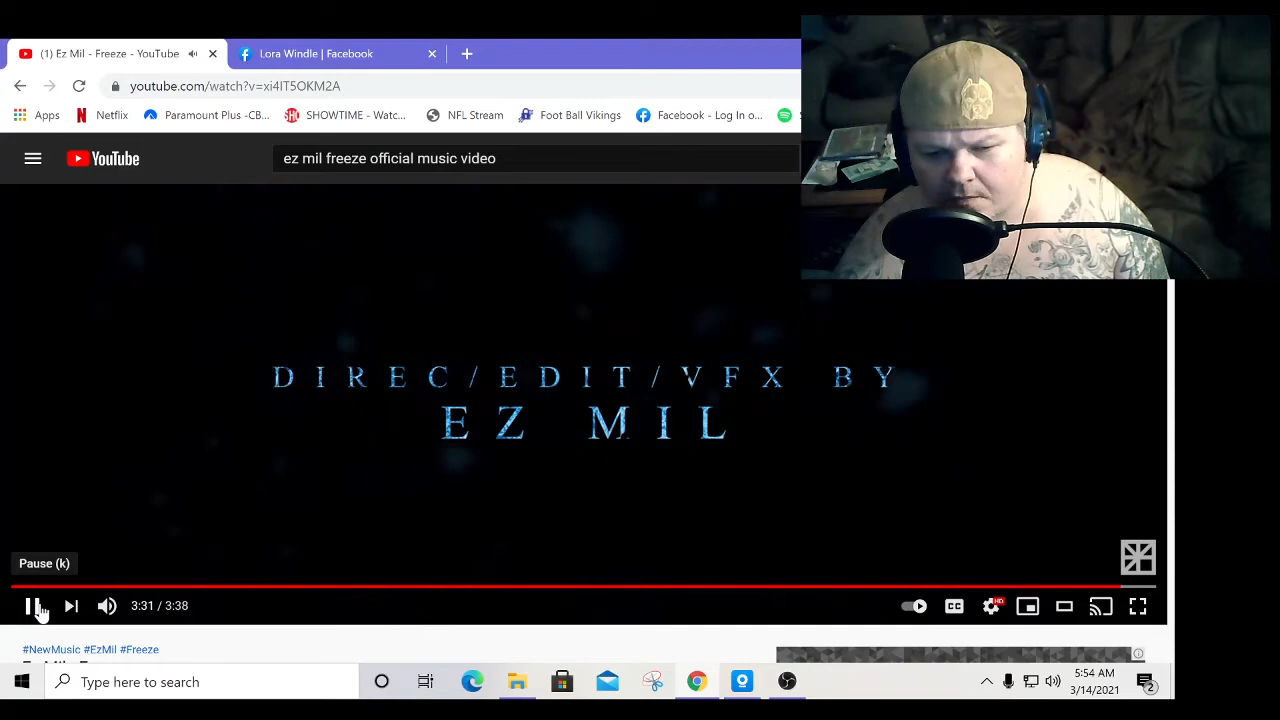 (1) Ez Mil - Freeze - YouTube
Lora Windle | Facebook
youtube.com/watch?v=xi4IT5OKM2A
Apps Netflix Paramount Plus -CB... SHOWTIME - Watc... NFL Stream Foot Ball Vikings Facebook - Log In o...
YouTube
ez mil freeze official music video
DIREC/EDIT/VFX BY
EZ MIL
Pause (k)
3:31 / 3:38
CC HD
#NewMusic #EzMil #Freeze
Type here to search
5:54 AM
3/14/2021
2